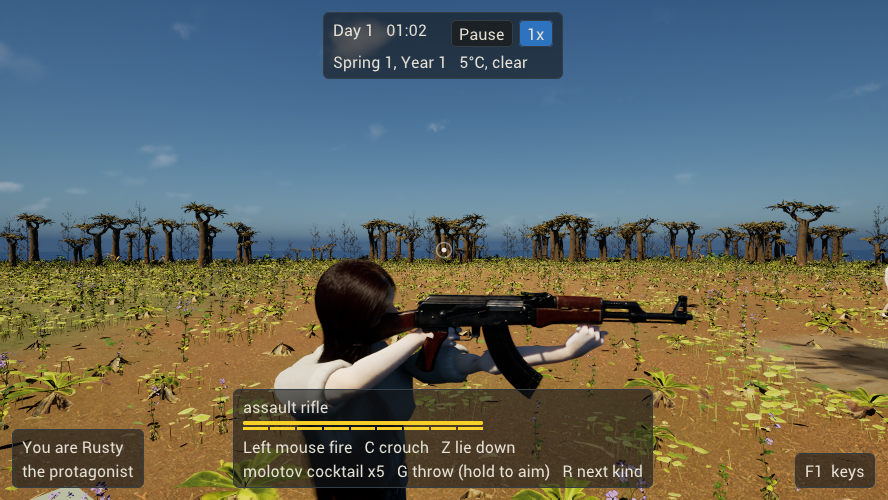 Day 1 01:02 Pause 1x
Spring 1, Year 1 5°C, clear
assault rifle
Left mouse fire C crouch Z lie down
molotov cocktail x5 G throw (hold to aim) R next kind
You are Rusty
the protagonist
F1 keys